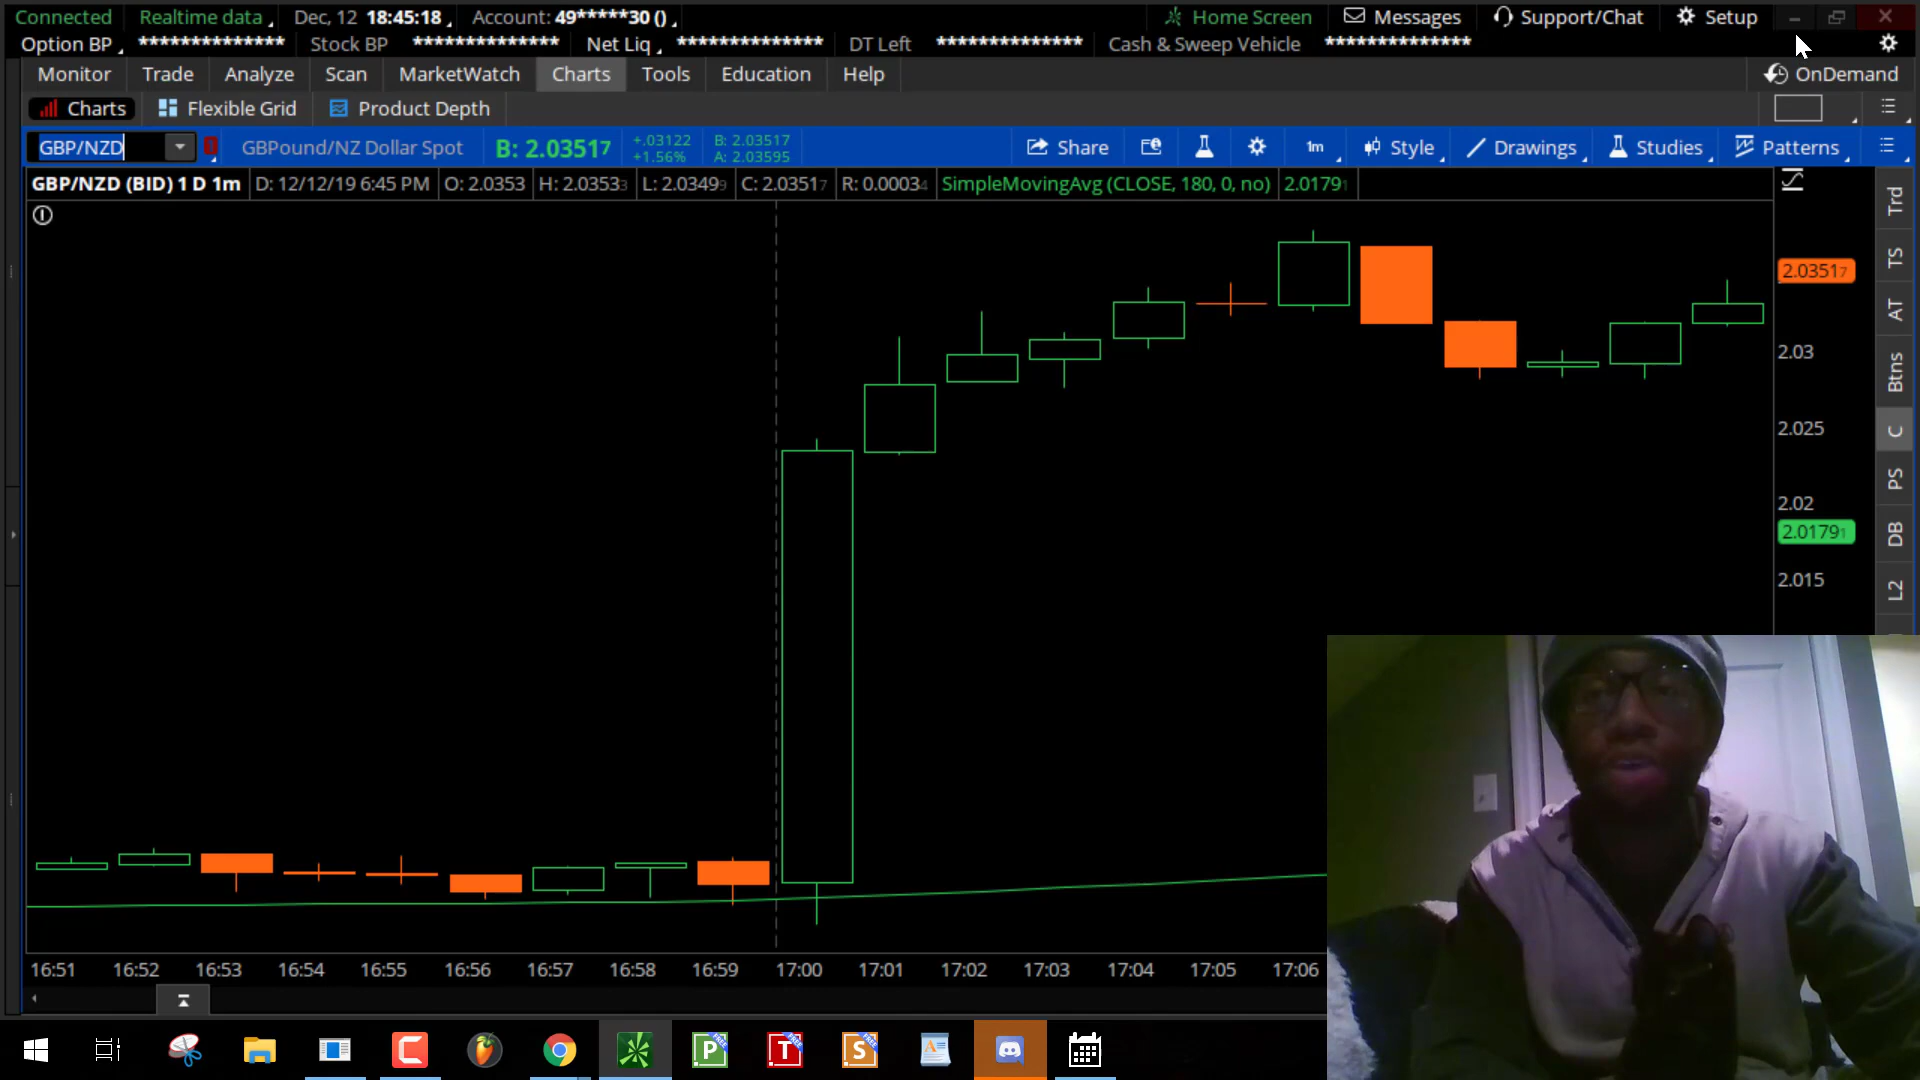 Connected Realtime data Dec, 12 18:45:18 Account: 49*****30 () Home Screen Messages Support/Chat Setup
Option BP ************** Stock BP ************** Net Liq ************** DT Left ************** Cash & Sweep Vehicle **************
Monitor Trade Analyze Scan MarketWatch Charts Tools Education Help OnDemand
Charts Flexible Grid Product Depth
GBP/NZD GBPound/NZ Dollar Spot B: 2.03517 +.03122 +1.56% B: 2.03517 A: 2.03595 Share 1m Style Drawings Studies Patterns
GBP/NZD (BID) 1 D 1m D: 12/12/19 6:45 PM O: 2.0353 H: 2.03533 L: 2.03499 C: 2.03517 R: 0.00034 SimpleMovingAvg (CLOSE, 180, 0, no) 2.01791
Trd
TS
2.03517
AT
2.03
Btns
2.025
C
PS
2.02
2.01791
DB
2.015
L2
16:51 16:52 16:53 16:54 16:55 16:56 16:57 16:58 16:59 17:00 17:01 17:02 17:03 17:04 17:05 17:06
P FREE T FREE S FREE